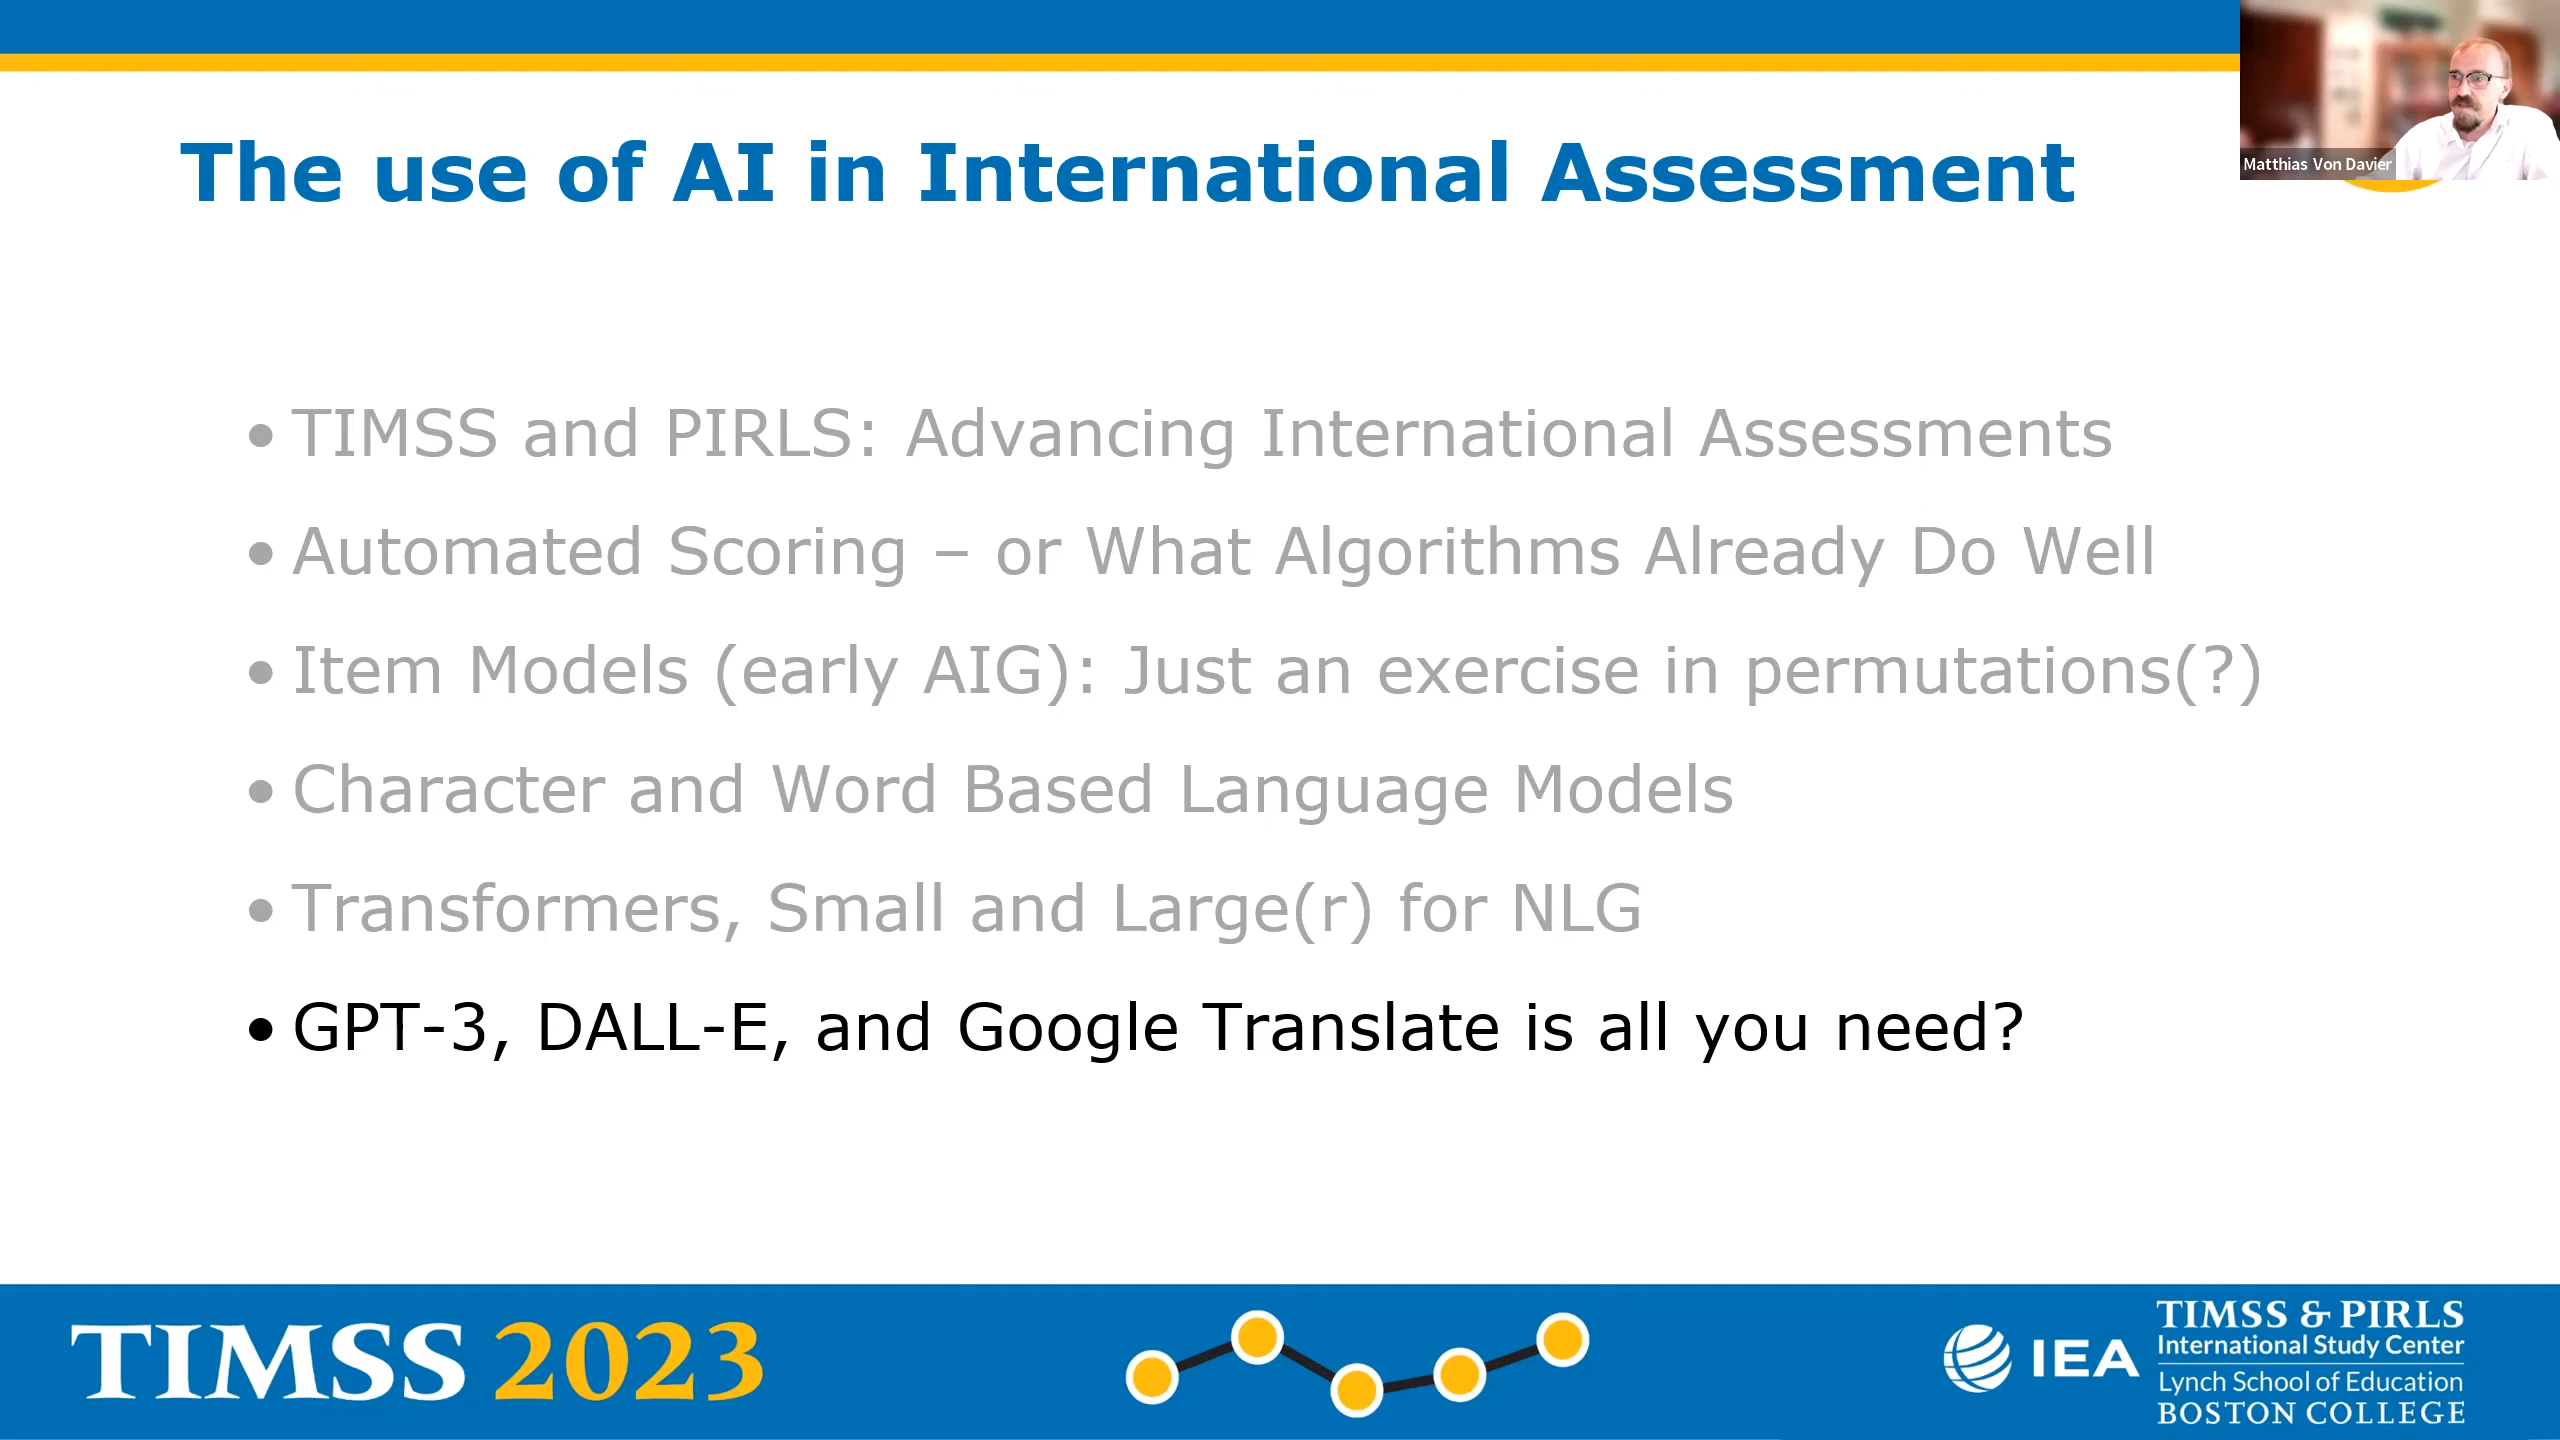 Matthias Von Davier
The use of AI in International Assessment
• TIMSS and PIRLS: Advancing International Assessments
• Automated Scoring – or What Algorithms Already Do Well
• Item Models (early AIG): Just an exercise in permutations(?)
• Character and Word Based Language Models
• Transformers, Small and Large(r) for NLG
• GPT-3, DALL-E, and Google Translate is all you need?
TIMSS 2023
IEA
TIMSS & PIRLS
International Study Center
Lynch School of Education
BOSTON COLLEGE